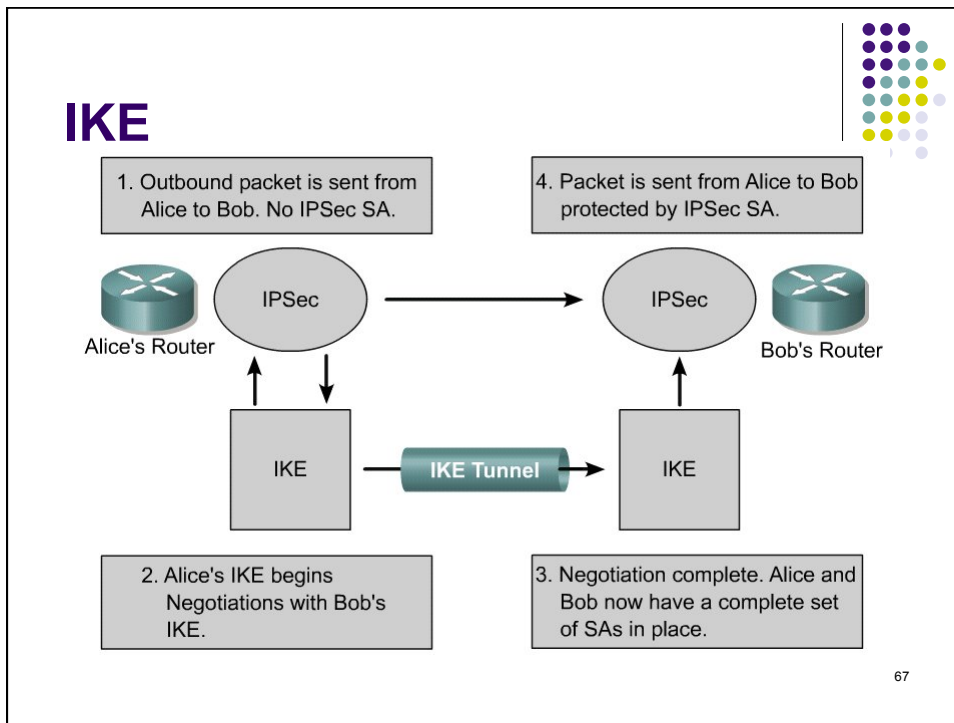 IKE
1. Outbound packet is sent from
Alice to Bob. No IPSec SA.
4. Packet is sent from Alice to Bob
protected by IPSec SA.
IPSec
IPSec
Alice's Router
Bob's Router
IKE
IKE Tunnel
IKE
2. Alice's IKE begins
Negotiations with Bob's
IKE.
3. Negotiation complete. Alice and
Bob now have a complete set
of SAs in place.
67